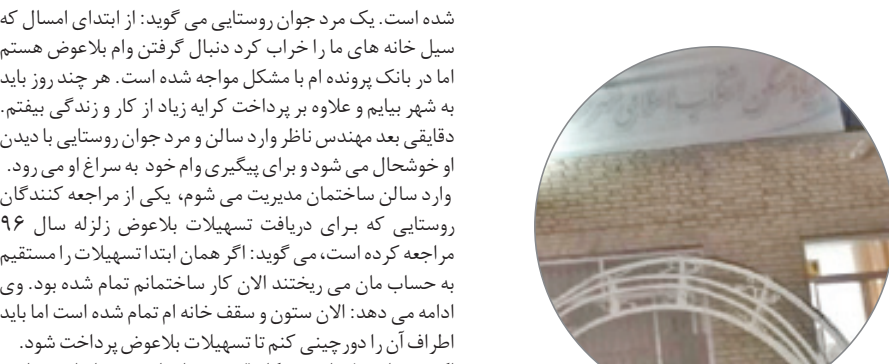 شده است. یک مرد جوان روستایی می گوید: از ابتدای امسال که
سیل خانه های ما را خراب کرد دنبال گرفتن وام بلاعوض هستم
اما در بانک پرونده ام با مشکل مواجه شده است. هر چند روز باید
به شهر بیایم و علاوه بر پرداخت کرایه زیاد از کار و زندگی بیفتم.
دقایقی بعد مهندس ناظر وارد سالن و مرد جوان روستایی با دیدن
او خوشحال می شود و برای پیگیری وام خود به سراغ او می رود.
وارد سالن ساختمان مدیریت می شوم، یکی از مراجعه کنندگان
روستایی که برای دریافت تسهیلات بلاعوض زلزله سال ۹۶
مراجعه کرده است، می گوید: اگر همان ابتدا تسهیلات را مستقیم
به حساب مان می ریختند الان کار ساختمانم تمام شده بود. وی
ادامه می دهد: الان ستون و سقف خانه ام تمام شده است اما باید
اطراف آن را دورچینی کنم تا تسهیلات بلاعوض پرداخت شود.
مسکن انقلاب اسلامی